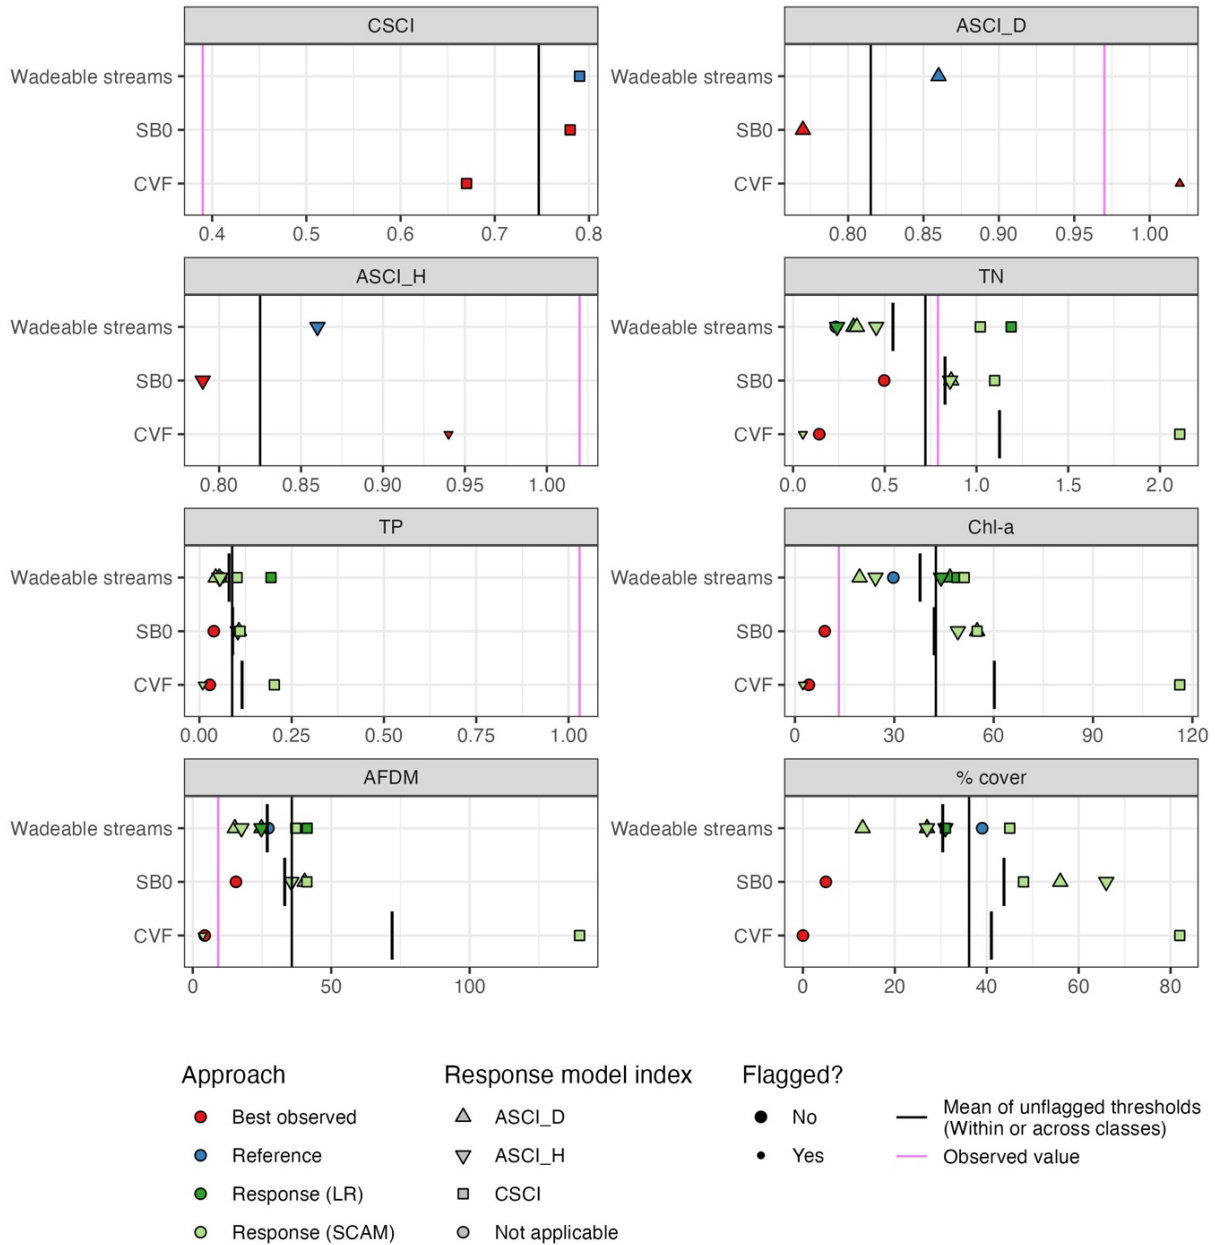 CSCI
Wadeable streams
SB0
CVF
0.4 0.5 0.6 0.7 0.8
ASCI_D
Wadeable streams
SB0
CVF
0.80 0.85 0.90 0.95 1.00
ASCI_H
Wadeable streams
SB0
CVF
0.80 0.85 0.90 0.95 1.00
TN
Wadeable streams
SB0
CVF
0.0 0.5 1.0 1.5 2.0
TP
Wadeable streams
SB0
CVF
0.00 0.25 0.50 0.75 1.00
Chl-a
Wadeable streams
SB0
CVF
0 30 60 90 120
AFDM
Wadeable streams
SB0
CVF
0 50 100
% cover
Wadeable streams
SB0
CVF
0 20 40 60 80
Approach
Best observed
Reference
Response (LR)
Response (SCAM)
Response model index
ASCI_D
ASCI_H
CSCI
Not applicable
Flagged?
No
Yes
Mean of unflagged thresholds
(Within or across classes)
Observed value